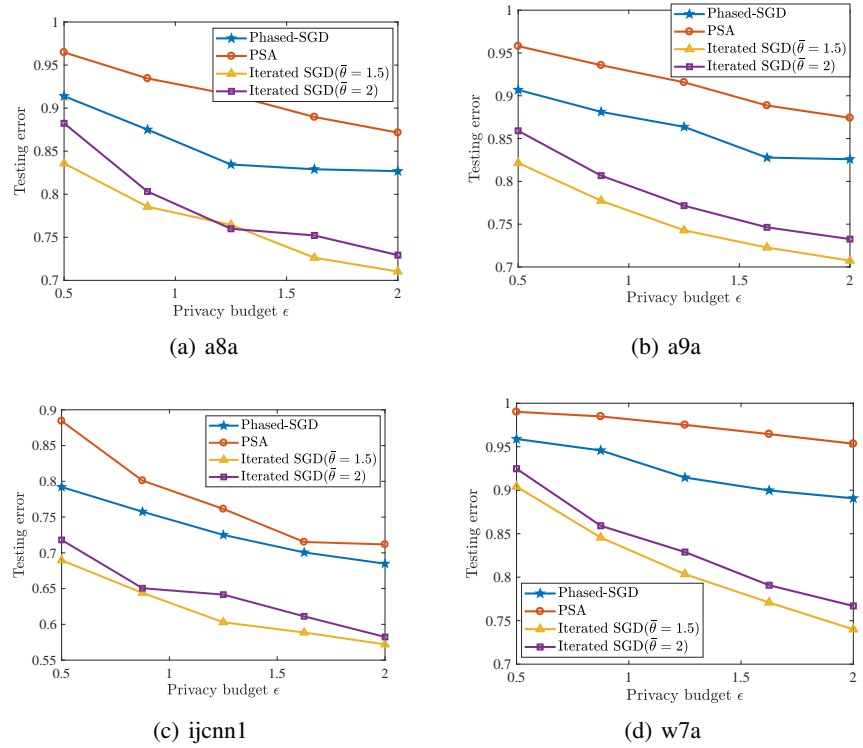 Phased-SGD
PSA
Iterated SGD(θ̄ = 1.5)
Iterated SGD(θ̄ = 2)
Testing error
1
0.95
0.9
0.85
0.8
0.75
0.7
0.5
1
1.5
2
Privacy budget ϵ
(a) a8a
Phased-SGD
PSA
Iterated SGD(θ̄ = 1.5)
Iterated SGD(θ̄ = 2)
Testing error
1
0.95
0.9
0.85
0.8
0.75
0.7
0.5
1
1.5
2
Privacy budget ϵ
(b) a9a
Phased-SGD
PSA
Iterated SGD(θ̄ = 1.5)
Iterated SGD(θ̄ = 2)
Testing error
0.9
0.85
0.8
0.75
0.7
0.65
0.6
0.55
0.5
1
1.5
2
Privacy budget ϵ
(c) ijcnn1
Testing error
1
0.95
0.9
0.85
0.8
0.75
0.7
Phased-SGD
PSA
Iterated SGD(θ̄ = 1.5)
Iterated SGD(θ̄ = 2)
0.5
1
1.5
2
Privacy budget ϵ
(d) w7a